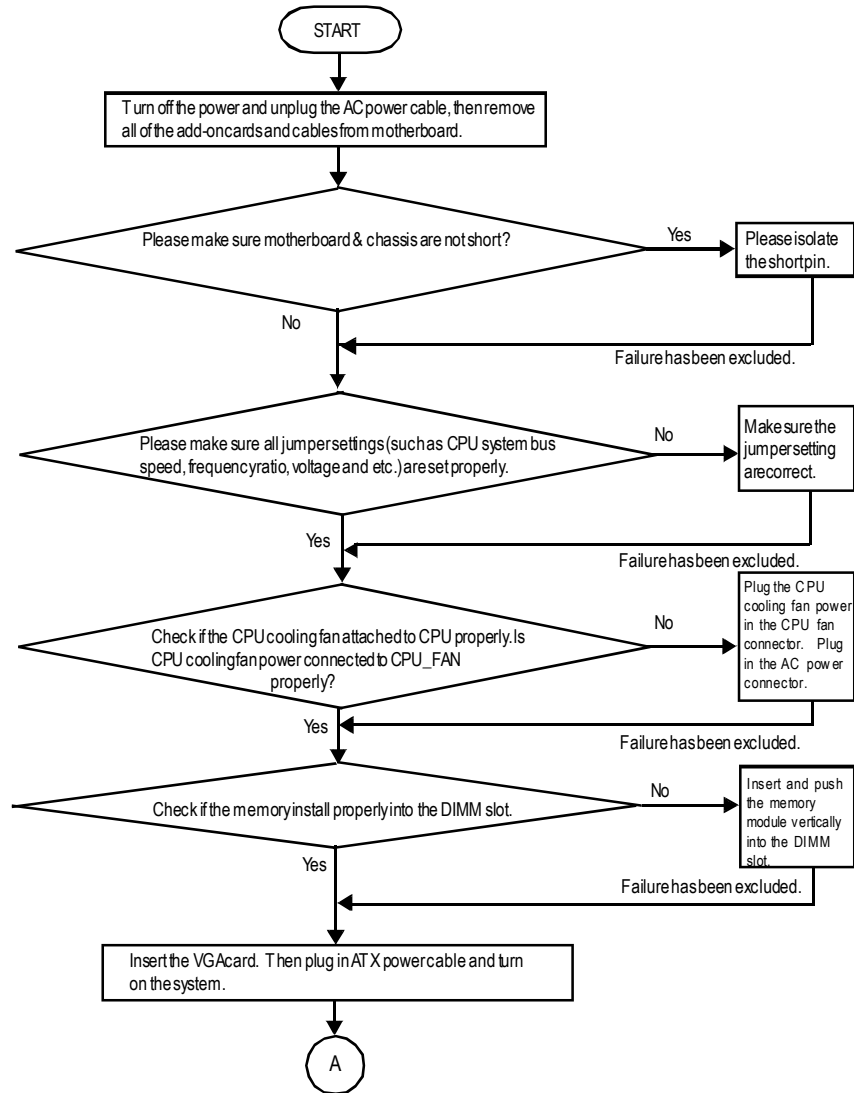 START
Turn off the power and unplug the AC power cable, then remove
all of the add-on cards and cables from motherboard.
Please make sure motherboard & chassis are not short?
Yes
Please isolate
the short pin.
No
Failure has been excluded.
Please make sure all jumper settings (such as CPU system bus
speed, frequency ratio, voltage and etc.) are set properly.
No
Make sure the
jumper setting
are correct.
Yes
Failure has been excluded.
Check if the CPU cooling fan attached to CPU properly. Is
CPU cooling fan power connected to CPU_FAN
properly?
No
Plug the CPU
cooling fan power
in the CPU fan
connector. Plug
in the AC power
connector.
Yes
Failure has been excluded.
Check if the memory install properly into the DIMM slot.
No
Insert and push
the memory
module vertically
into the DIMM
slot.
Yes
Failure has been excluded.
Insert the VGA card. Then plug in ATX power cable and turn
on the system.
A